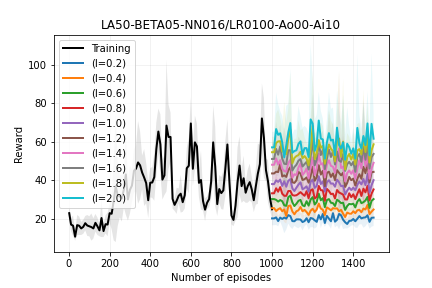 LA50-BETA05-NN016/LR0100-Ao00-Ai10
Training
(l=0.2)
(l=0.4)
(l=0.6)
(l=0.8)
(l=1.0)
(l=1.2)
(l=1.4)
(l=1.6)
(l=1.8)
(l=2.0)
Reward
100
80
60
40
20
0 200 400 600 800 1000 1200 1400
Number of episodes